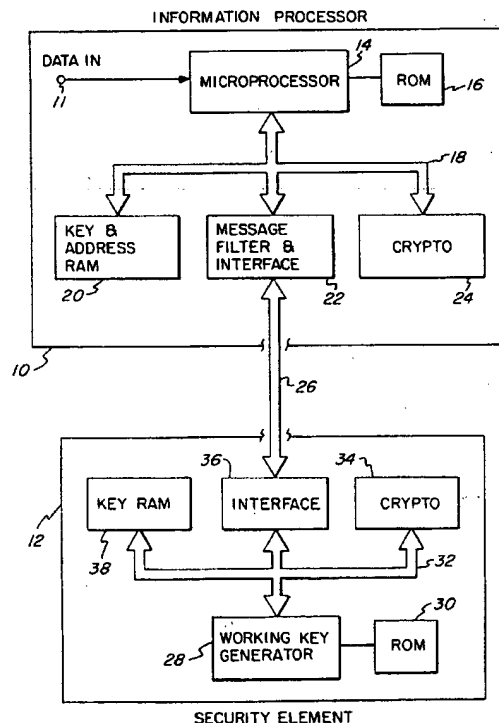 INFORMATION PROCESSOR
14
DATA IN
11
MICROPROCESSOR
ROM
16
18
KEY &
ADDRESS
RAM
20
MESSAGE
FILTER &
INTERFACE
22
CRYPTO
24
10
26
12
36
34
KEY RAM
38
INTERFACE
CRYPTO
32
30
28
WORKING KEY
GENERATOR
ROM
SECURITY ELEMENT